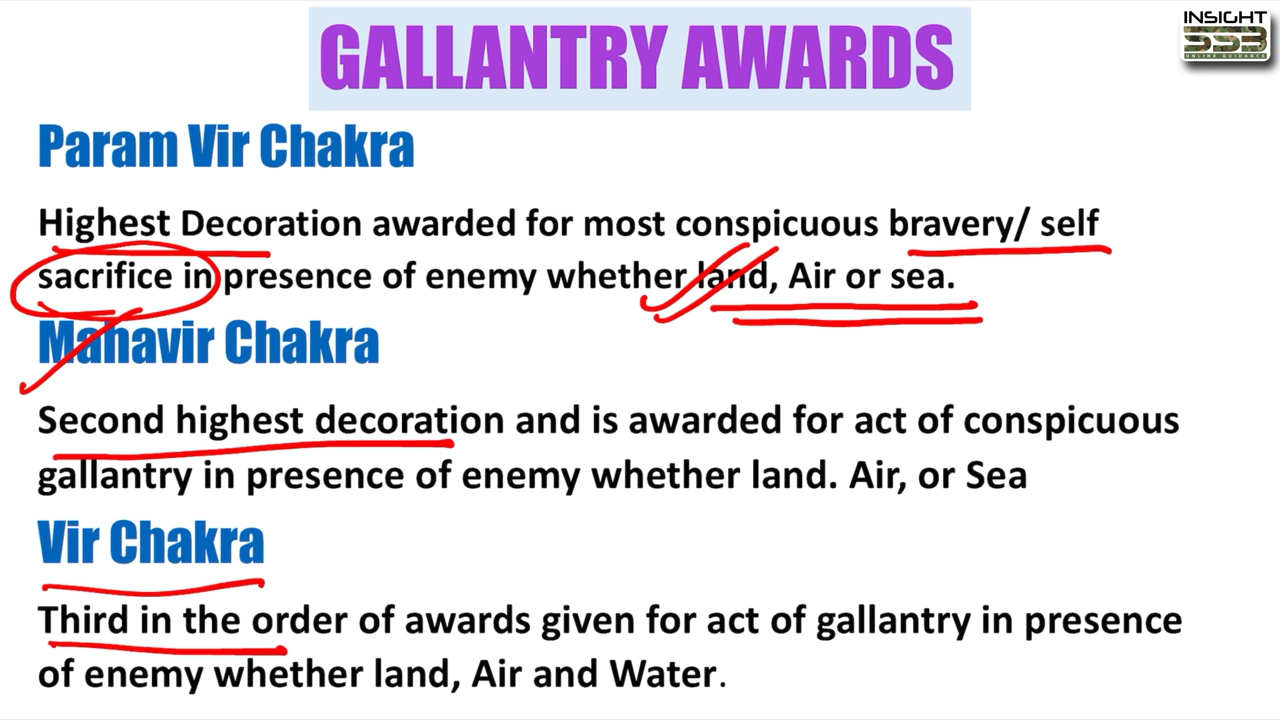 INSIGHT
SSB
ONLINE GUIDANCE
GALLANTRY AWARDS
Param Vir Chakra
Highest Decoration awarded for most conspicuous bravery/ self
sacrifice in presence of enemy whether land, Air or sea.
Mahavir Chakra
Second highest decoration and is awarded for act of conspicuous
gallantry in presence of enemy whether land. Air, or Sea
Vir Chakra
Third in the order of awards given for act of gallantry in presence
of enemy whether land, Air and Water.